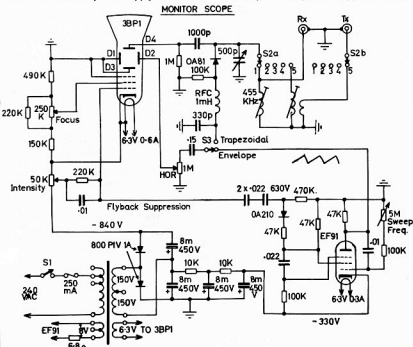 MONITOR SCOPE
3BP1
D4
D1
D2
D3
1000p
Rx
Tx
500p
S2a
S2b
1M
OA81
100K
1 2 3 4 5
1 2 3 4 5
490K
RFC
1mH
455
KHz
220K
250
K
Focus
330p
6·3V 0·6A
150K
·15
S3
Trapezoidal
Envelope
HOR
1M
50K
Intensity
220K
·01
Flyback Suppression
2 x ·022
630V
470K
OA210
47K
47K
EF91
5M
Sweep
Freq.
-840V
47K
·01
800 PIV 1A
8m
450V
·022
100K
S1
250
mA
150V
10K
10K
240
VAC
150V
8m
450V
8m
450V
8m
450V
100K
6·3V 0·3A
EF91
6·3V TO 3BP1
-330V